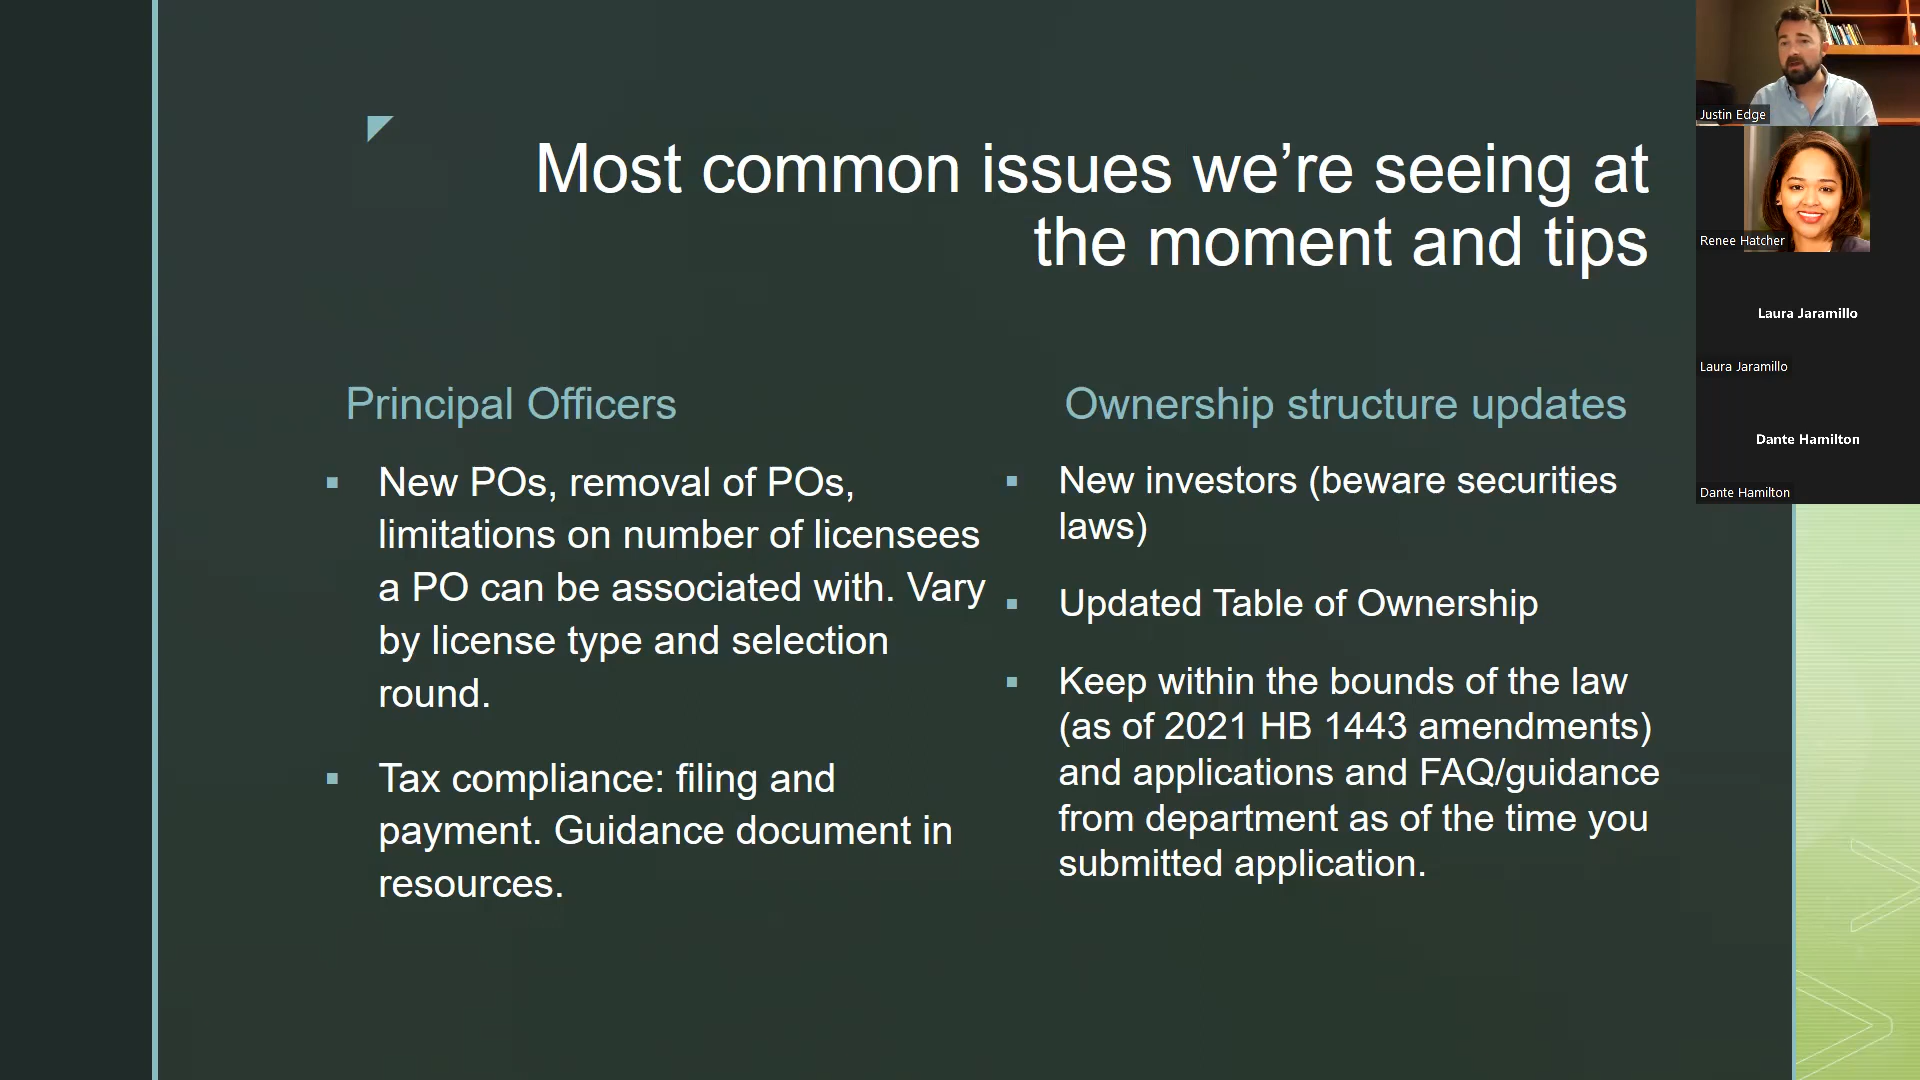 Most common issues we’re seeing at
the moment and tips
Principal Officers
New POs, removal of POs,
limitations on number of licensees
a PO can be associated with. Vary
by license type and selection
round.
Tax compliance: filing and
payment. Guidance document in
resources.
Ownership structure updates
New investors (beware securities
laws)
Updated Table of Ownership
Keep within the bounds of the law
(as of 2021 HB 1443 amendments)
and applications and FAQ/guidance
from department as of the time you
submitted application.
Justin Edge
Renee Hatcher
Laura Jaramillo
Laura Jaramillo
Dante Hamilton
Dante Hamilton